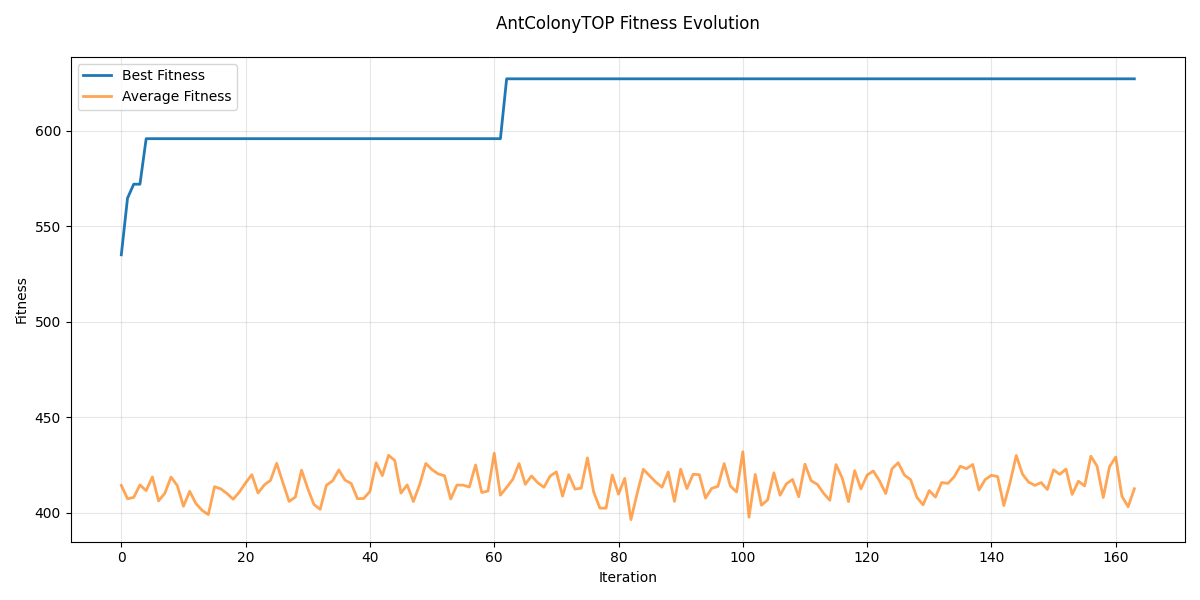 AntColonyTOP Fitness Evolution
Best Fitness
Average Fitness
Fitness
600
550
500
450
400
0 20 40 60 80 100 120 140 160
Iteration